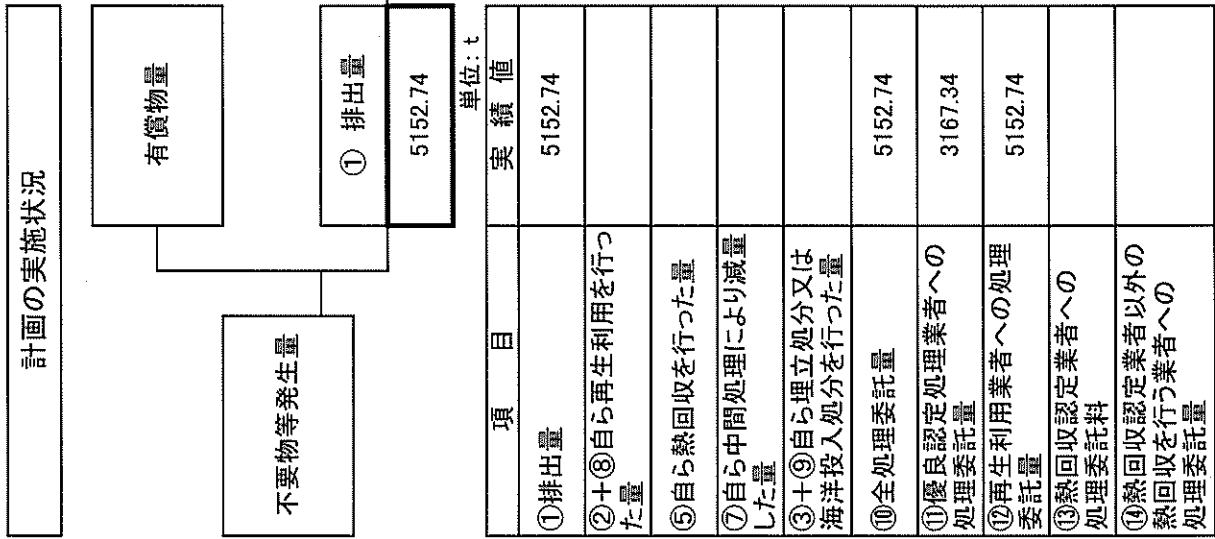 計画の実施状況
不要物等発生量
有償物量
① 排出量
5152.74
単位:t
項 目
実 績 値
①排出量
5152.74
②+⑧自ら再生利用を行っ
た量
⑤自ら熱回収を行った量
⑦自ら中間処理により減量
した量
③+⑨自ら埋立処分又は
海洋投入処分を行った量
⑩全処理委託量
5152.74
⑪優良認定処理業者への
処理委託量
3167.34
⑫再生利用業者への処理
委託量
5152.74
⑬熱回収認定業者への
処理委託料
⑭熱回収認定業者以外の
熱回収を行う業者への
処理委託量